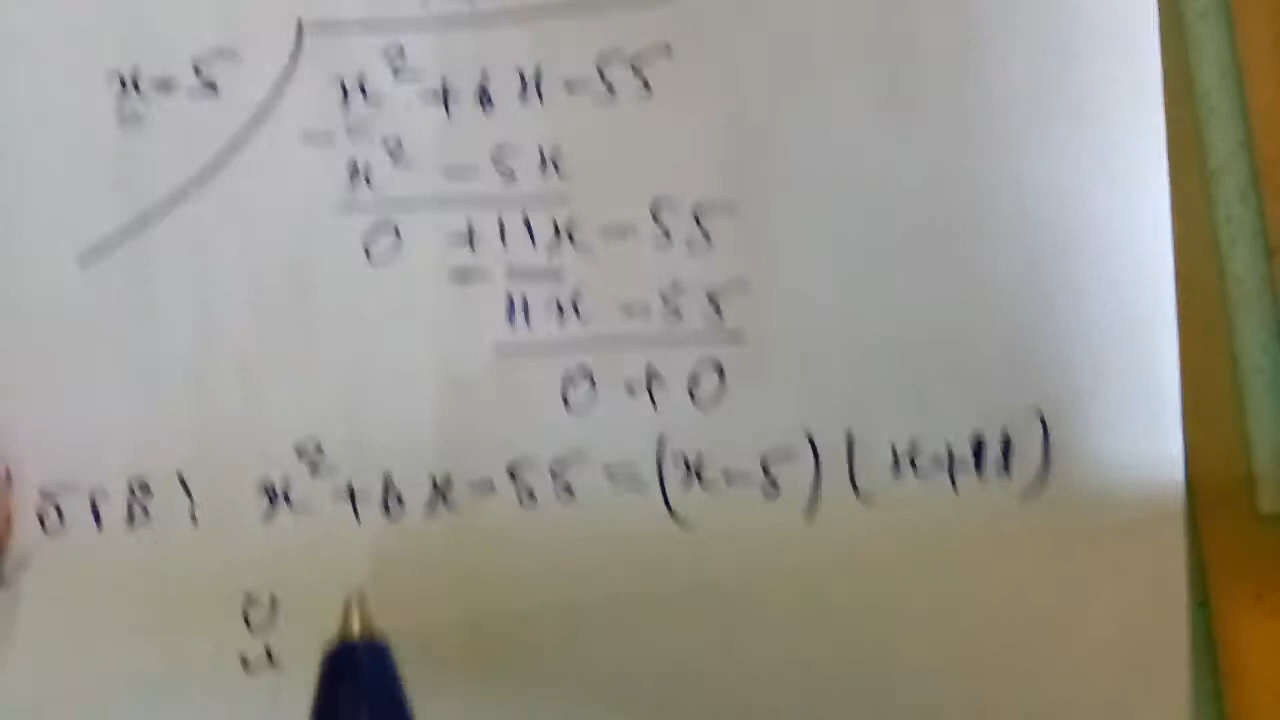 x - 5
x² + 6x - 55
- x² - 5x
0 + 11x - 55
11x - 55
0 + 0
x² + 6x - 55 = (x - 5)(x + 11)